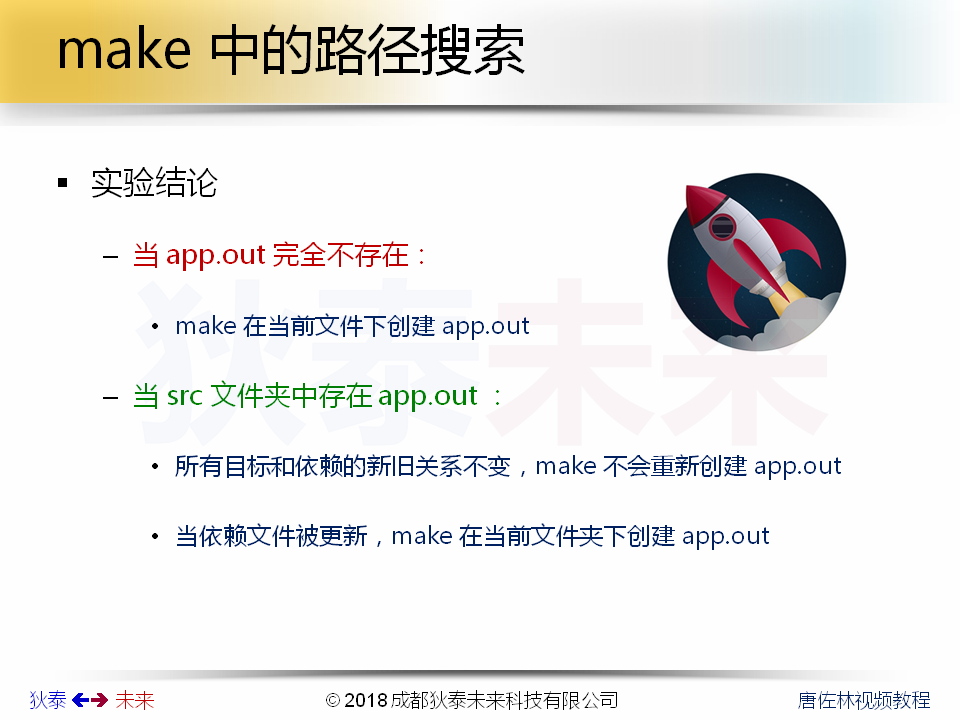 make 中的路径搜索
实验结论
当 app.out 完全不存在：
make 在当前文件下创建 app.out
当 src 文件夹中存在 app.out ：
所有目标和依赖的新旧关系不变，make 不会重新创建 app.out
当依赖文件被更新，make 在当前文件夹下创建 app.out
狄泰未来
狄泰 未来
© 2018 成都狄泰未来科技有限公司
唐佐林视频教程